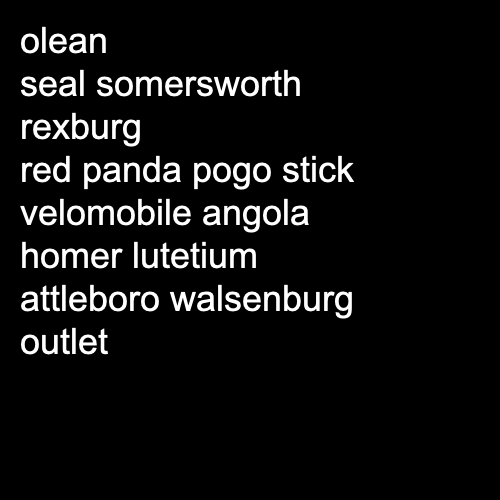 olean
seal somersworth
rexburg
red panda pogo stick
velomobile angola
homer lutetium
attleboro walsenburg
outlet